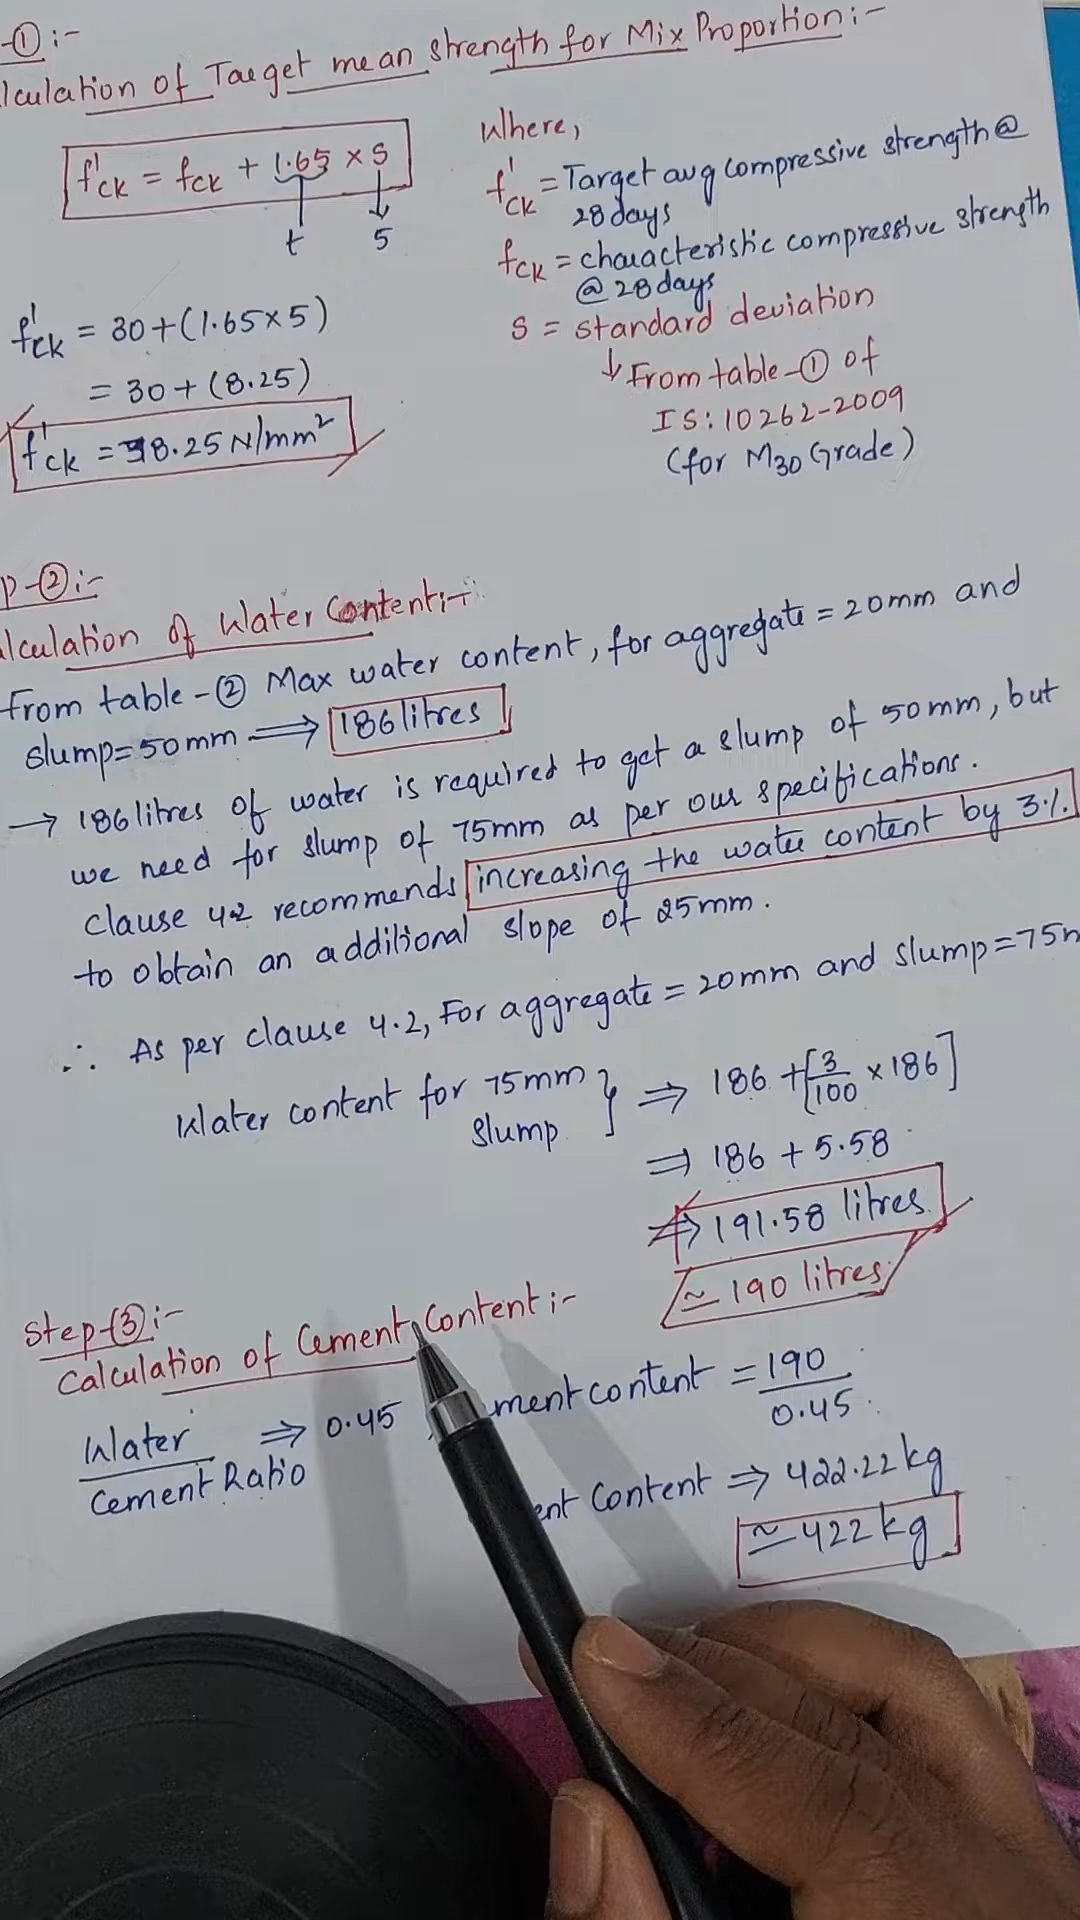 -①:-
lculation of Target mean strength for Mix Proportion:-
f'ck = fck + 1.65 × S
t
5
Where,
f'ck = Target avg compressive strength @
28 days
fck = characteristic compressive strength
@ 28 days
S = standard deviation
↓ From table-① of
IS:10262-2009
(for M30 Grade)
f'ck = 30+(1.65×5)
= 30+(8.25)
f'ck = 38.25 N/mm²
p-②:-
alculation of Water Content:-
From table-② Max water content, for aggregate = 20mm and
slump=50mm ⟹ 186 litres
→ 186 litres of water is required to get a slump of 50mm, but
we need for slump of 75mm as per our specifications.
clause 4.2 recommends increasing the water content by 3%
to obtain an additional slope of 25mm.
∴ As per clause 4.2, For aggregate = 20mm and slump=75m
Water content for 75mm
slump } ⇒ 186 + [3/100 × 186]
⇒ 186 + 5.58
⇒ 191.58 litres
≃ 190 litres
Step-③:-
Calculation of Cement Content:-
Water/Cement Ratio ⇒ 0.45
ment content = 190/0.45
ent Content ⇒ 422.22 kg
≃ 422 kg